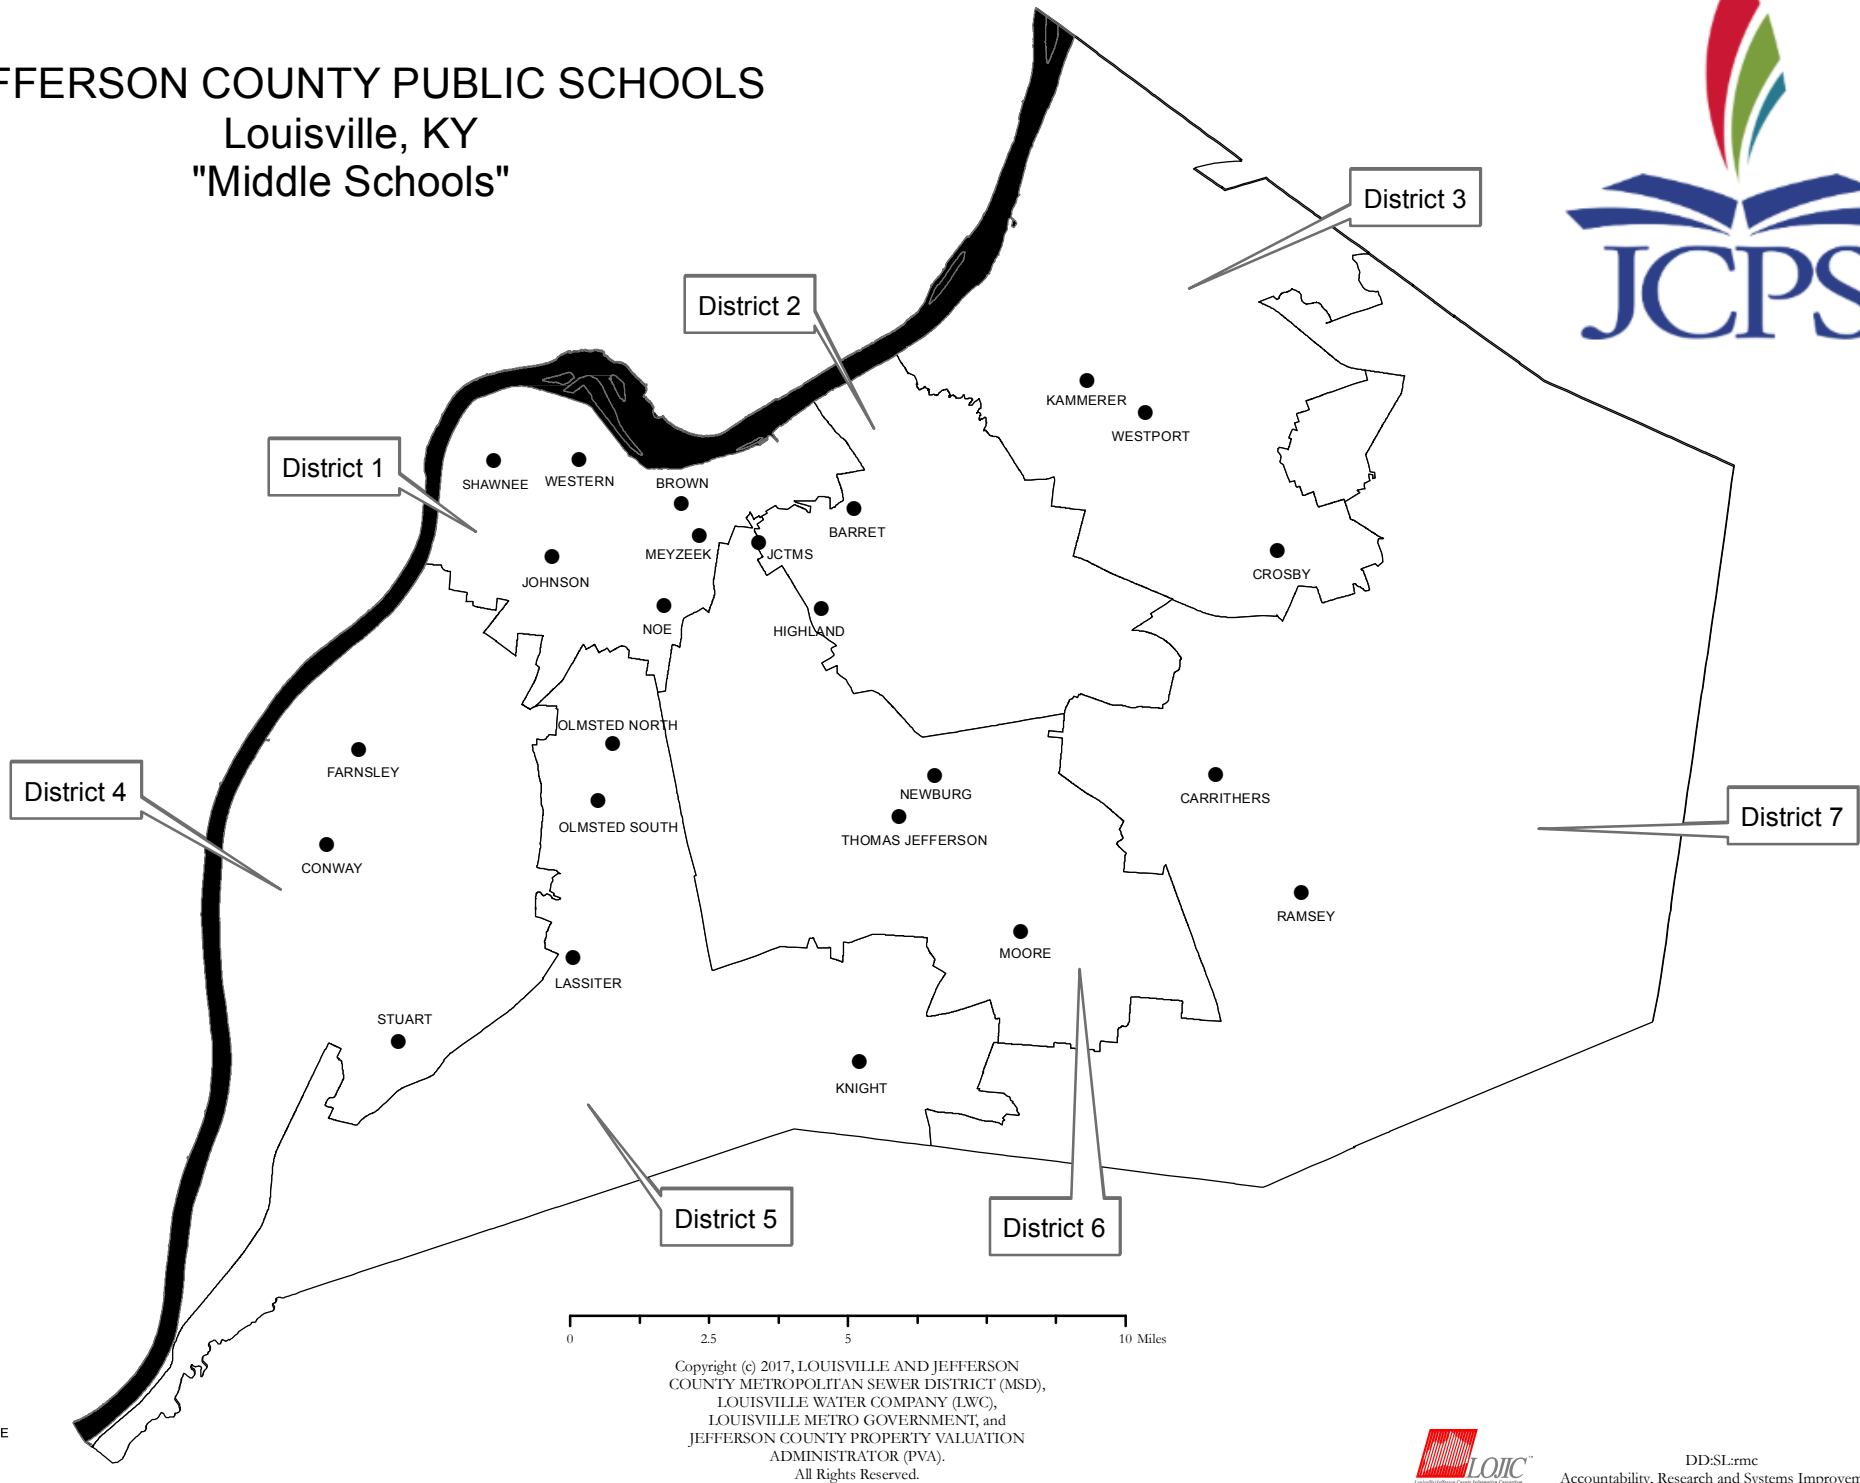 FFERSON COUNTY PUBLIC SCHOOLS
Louisville, KY
"Middle Schools"
JCPS
District 3
District 2
District 1
KAMMERER
WESTPORT
SHAWNEE
WESTERN
BROWN
BARRET
MEYZEEK
JCTMS
JOHNSON
CROSBY
NOE
HIGHLAND
OLMSTED NORTH
FARNSLEY
District 4
NEWBURG
CARRITHERS
District 7
OLMSTED SOUTH
THOMAS JEFFERSON
CONWAY
RAMSEY
MOORE
LASSITER
STUART
KNIGHT
District 5
District 6
0 2.5 5 10 Miles
Copyright (c) 2017, LOUISVILLE AND JEFFERSON
COUNTY METROPOLITAN SEWER DISTRICT (MSD),
LOUISVILLE WATER COMPANY (LWC),
LOUISVILLE METRO GOVERNMENT, and
JEFFERSON COUNTY PROPERTY VALUATION
ADMINISTRATOR (PVA).
All Rights Reserved.
E
LOJIC
DD:SL:rmc
Accountability, Research and Systems Improvem